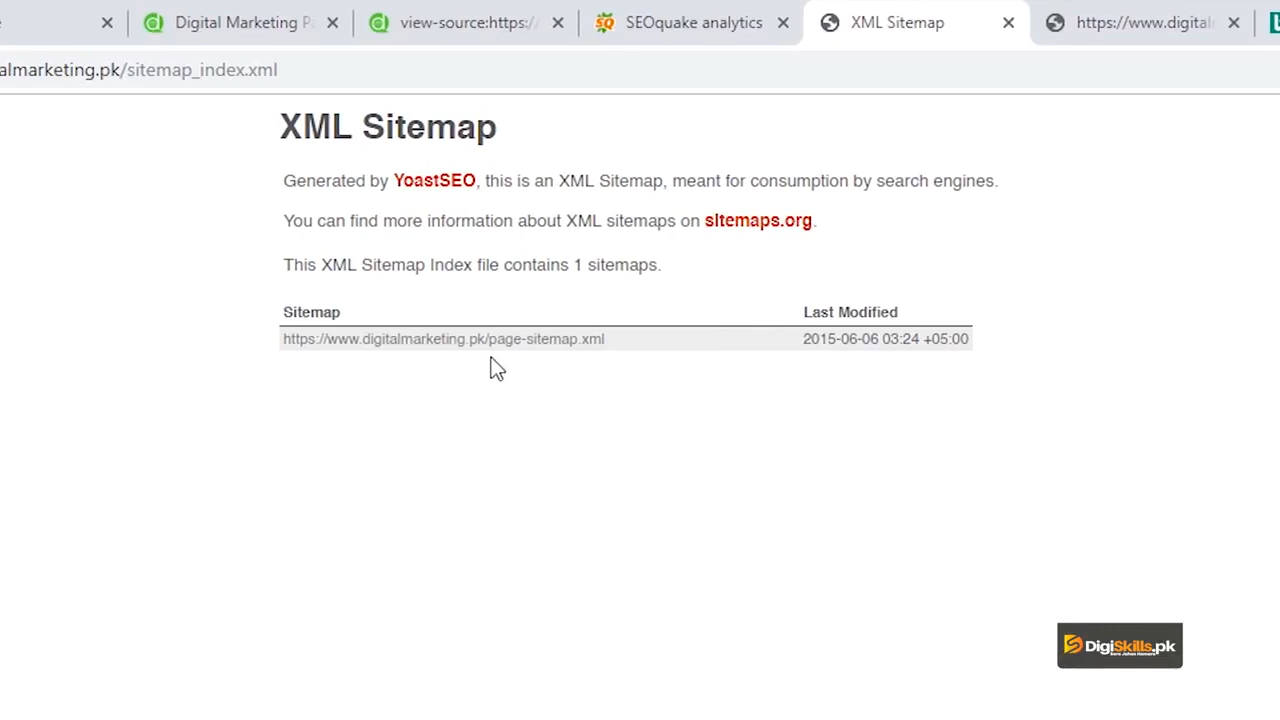 Digital Marketing Pa
view-source:https://
SEOquake analytics
XML Sitemap
https://www.digital
almarketing.pk/sitemap_index.xml
XML Sitemap
Generated by YoastSEO, this is an XML Sitemap, meant for consumption by search engines.
You can find more information about XML sitemaps on sitemaps.org.
This XML Sitemap Index file contains 1 sitemaps.
Sitemap Last Modified
https://www.digitalmarketing.pk/page-sitemap.xml 2015-06-06 03:24 +05:00
DigiSkills.pk